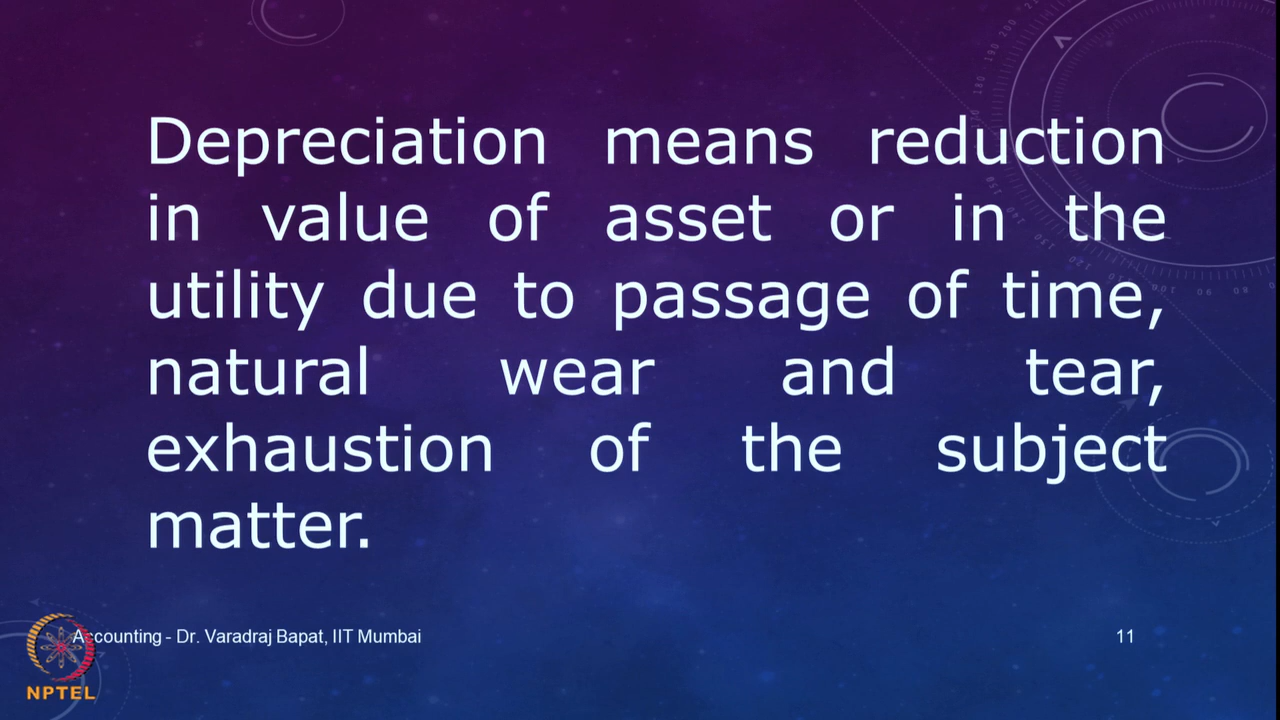 Depreciation means reduction
in value of asset or in the
utility due to passage of time,
natural wear and tear,
exhaustion of the subject
matter.
Accounting - Dr. Varadraj Bapat, IIT Mumbai
11
NPTEL